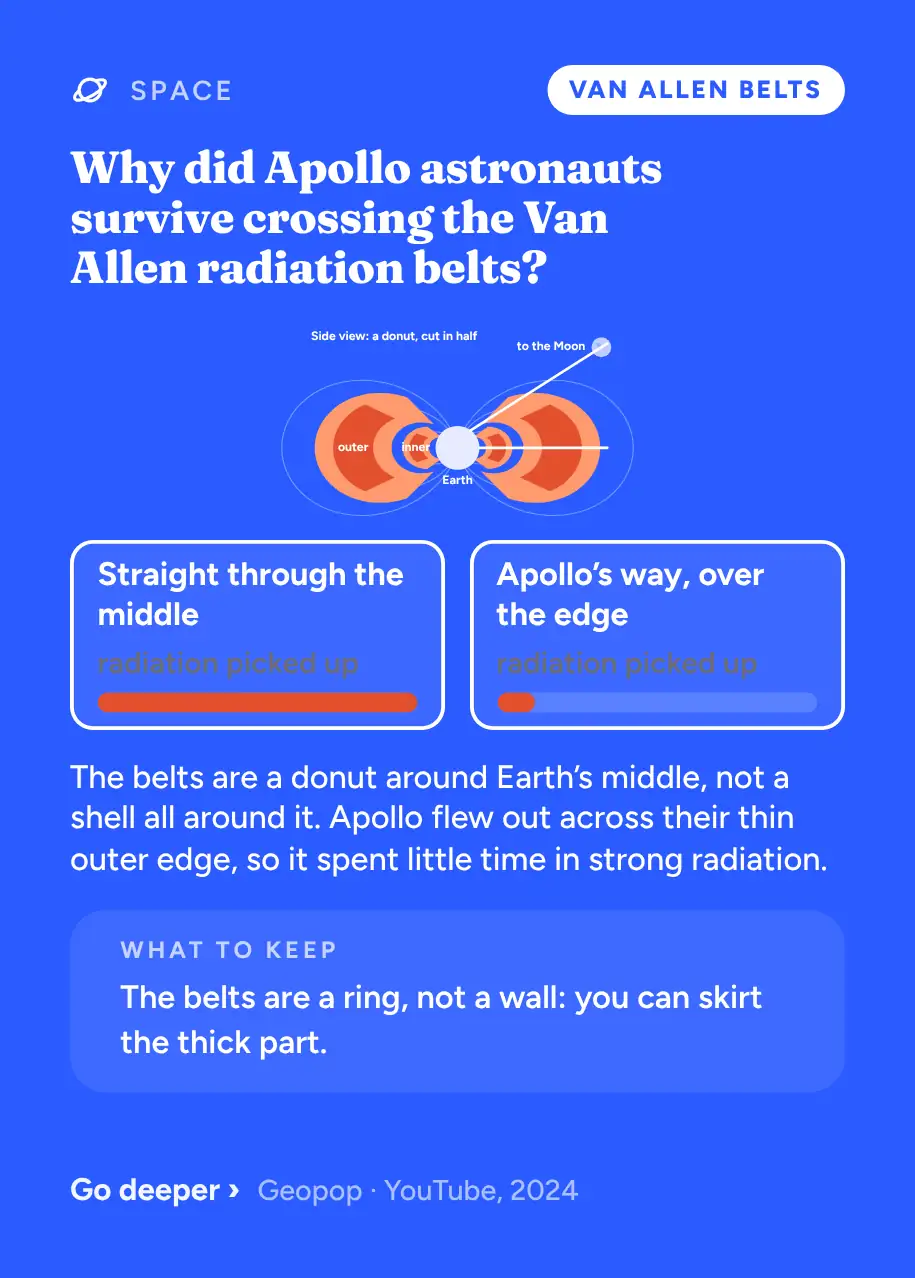 SPACE
VAN ALLEN BELTS
Why did Apollo astronauts
survive crossing the Van
Allen radiation belts?
Side view: a donut, cut in half
to the Moon
outer
inner
Earth
Straight through the
middle
radiation picked up
Apollo’s way, over
the edge
radiation picked up
The belts are a donut around Earth’s middle, not a
shell all around it. Apollo flew out across their thin
outer edge, so it spent little time in strong radiation.
WHAT TO KEEP
The belts are a ring, not a wall: you can skirt
the thick part.
Go deeper › Geopop · YouTube, 2024